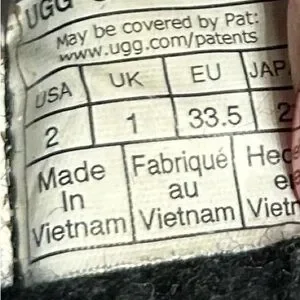 UGG
May be covered by Pat:
www.ugg.com/patents
USA UK EU
2 1 33.5
Made Fabriqué
In au
Vietnam Vietnam